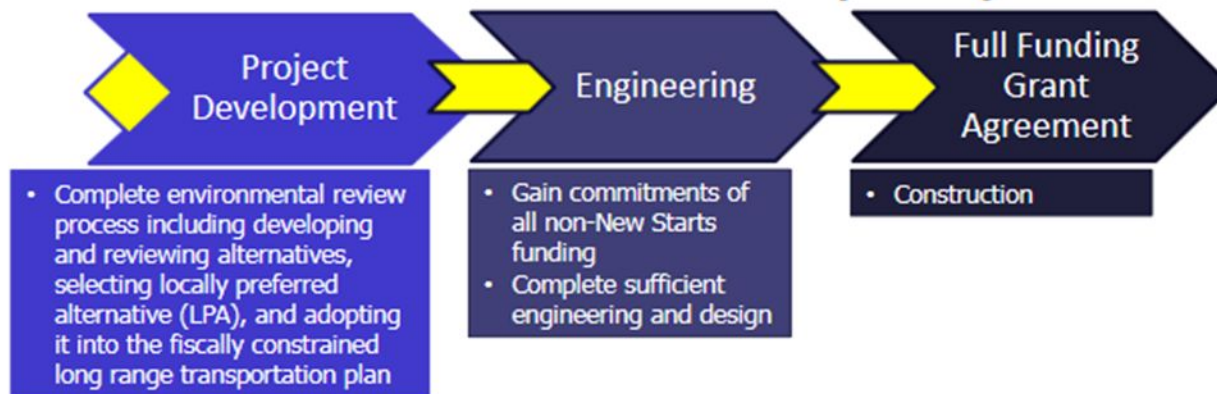 Project
Development
Engineering
Full Funding
Grant
Agreement
• Complete environmental review
process including developing
and reviewing alternatives,
selecting locally preferred
alternative (LPA), and adopting
it into the fiscally constrained
long range transportation plan
• Gain commitments of
all non-New Starts
funding
• Complete sufficient
engineering and design
• Construction